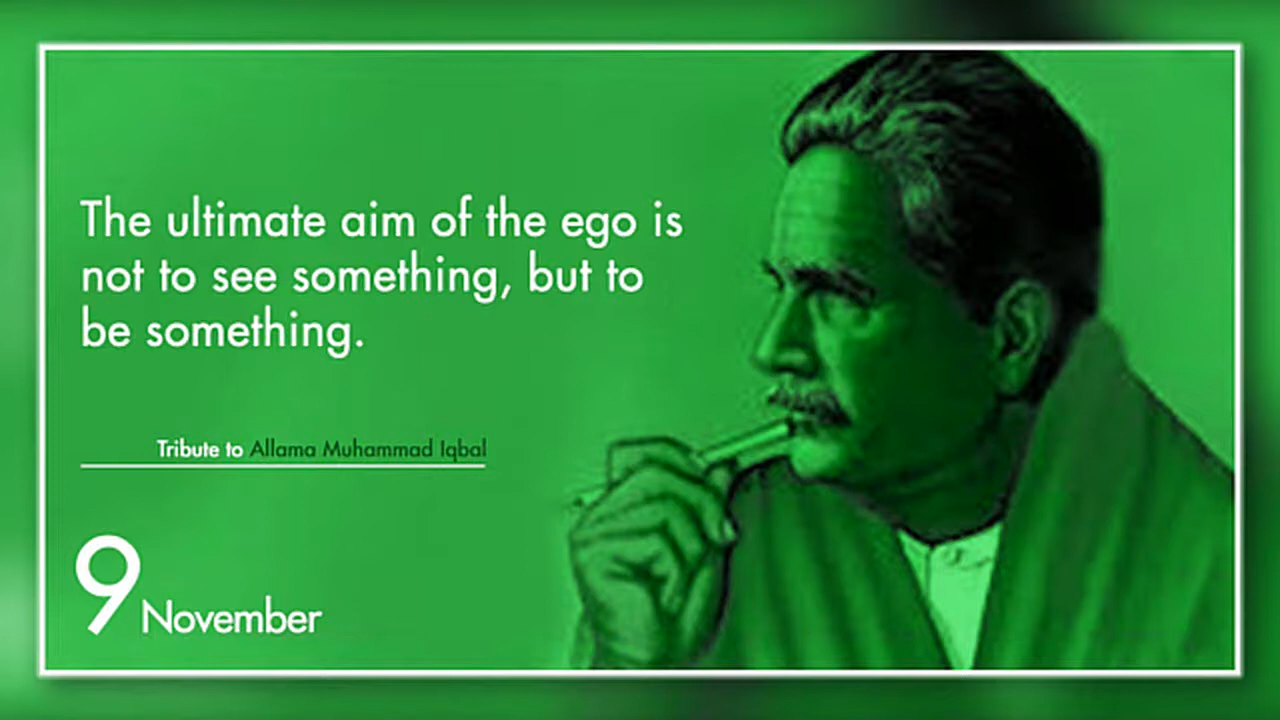 The ultimate aim of the ego is
not to see something, but to
be something.
Tribute to Allama Muhammad Iqbal
9 November